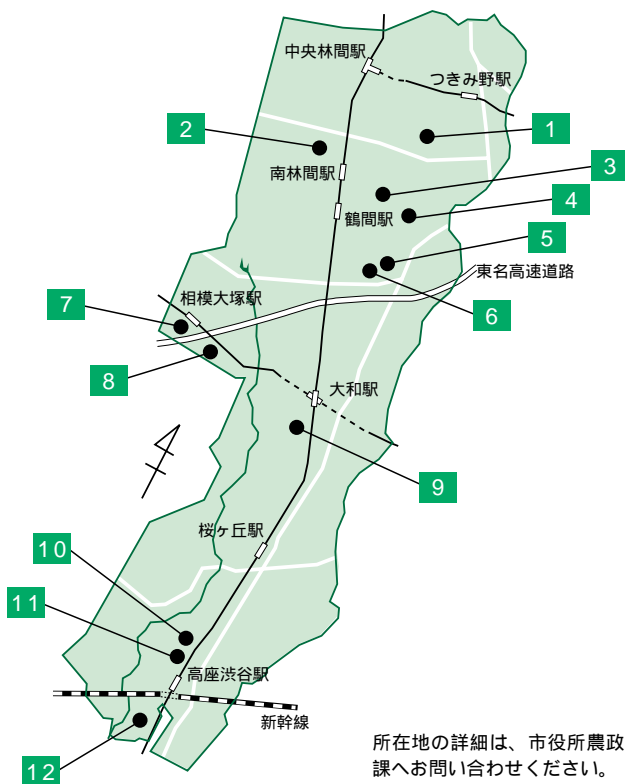 中央林間駅
つきみ野駅
2
1
南林間駅
3
鶴間駅
4
5
東名高速道路
相模大塚駅
7
6
8
大和駅
9
桜ヶ丘駅
10
11
高座渋谷駅
新幹線
12
所在地の詳細は、市役所農政
課へお問い合わせください。